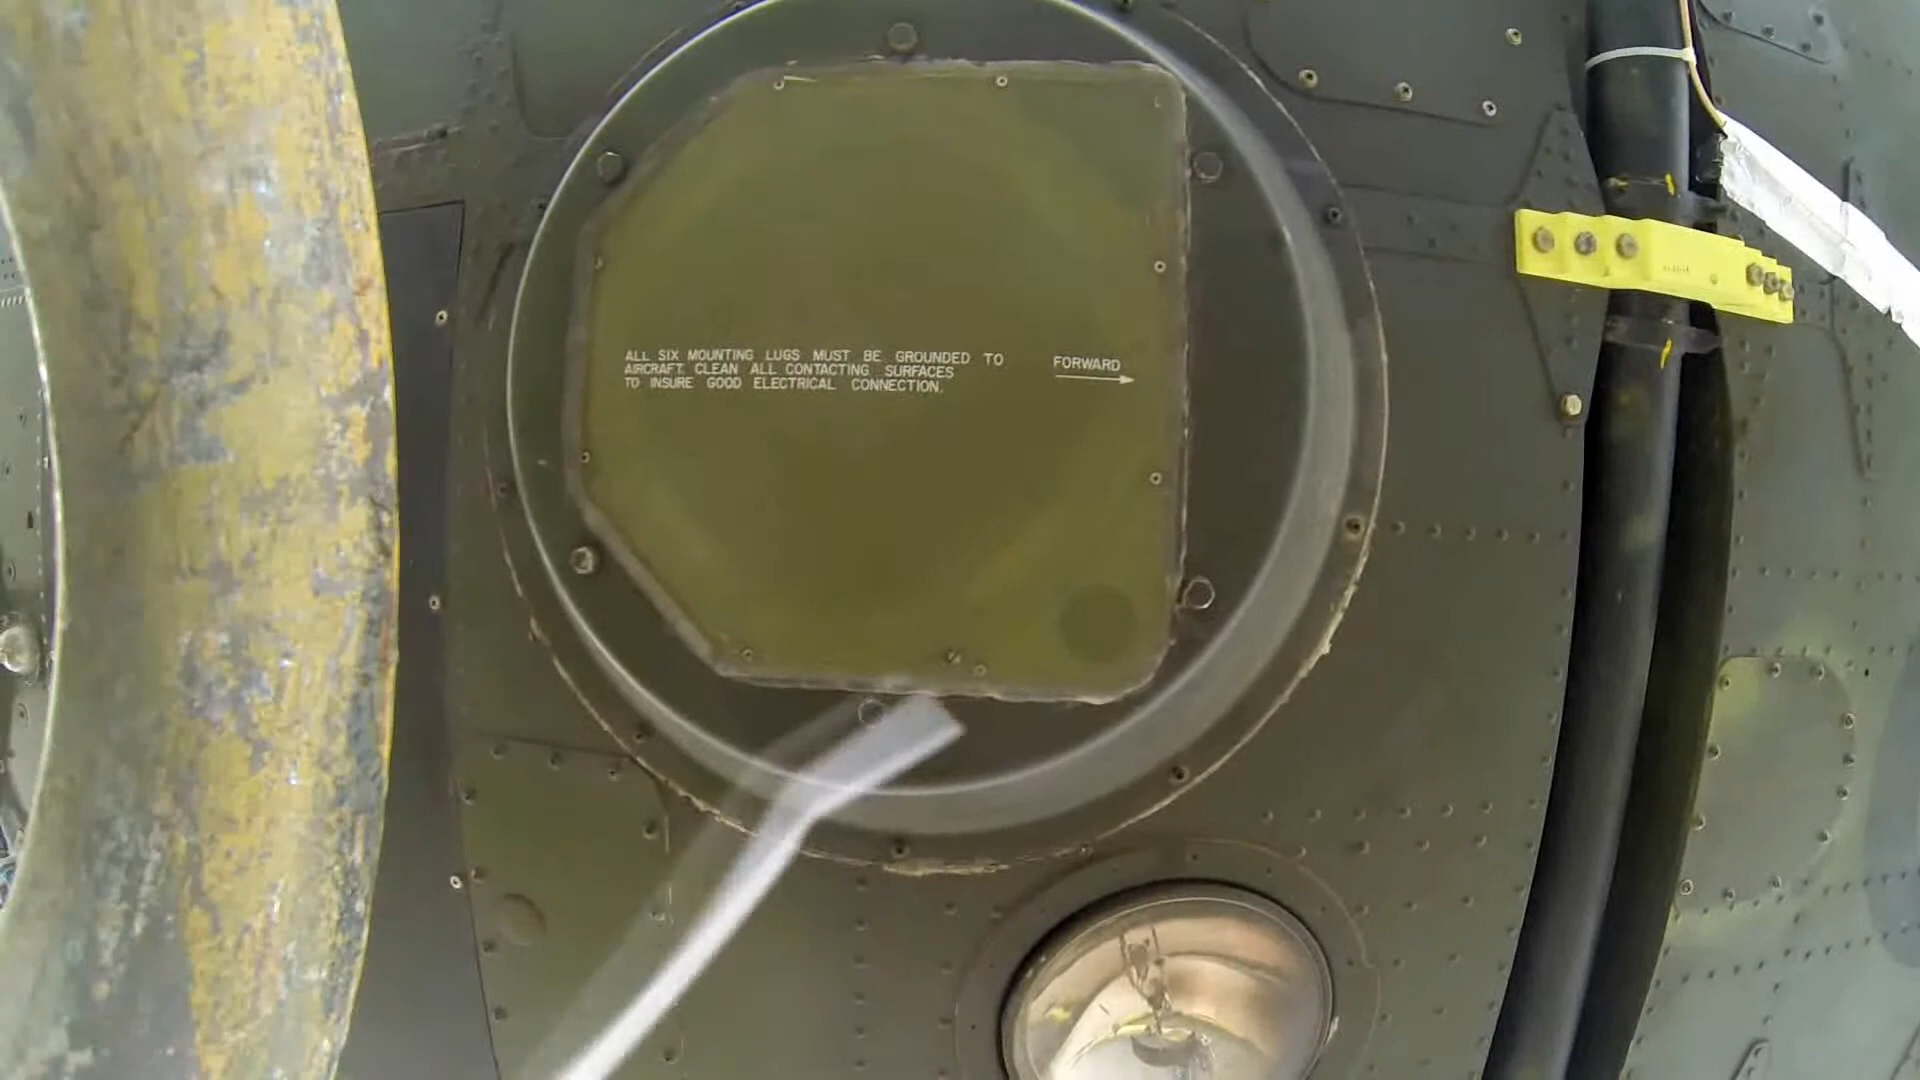 ALL SIX MOUNTING LUGS MUST BE GROUNDED TO
AIRCRAFT. CLEAN ALL CONTACTING SURFACES
TO INSURE GOOD ELECTRICAL CONNECTION.
FORWARD